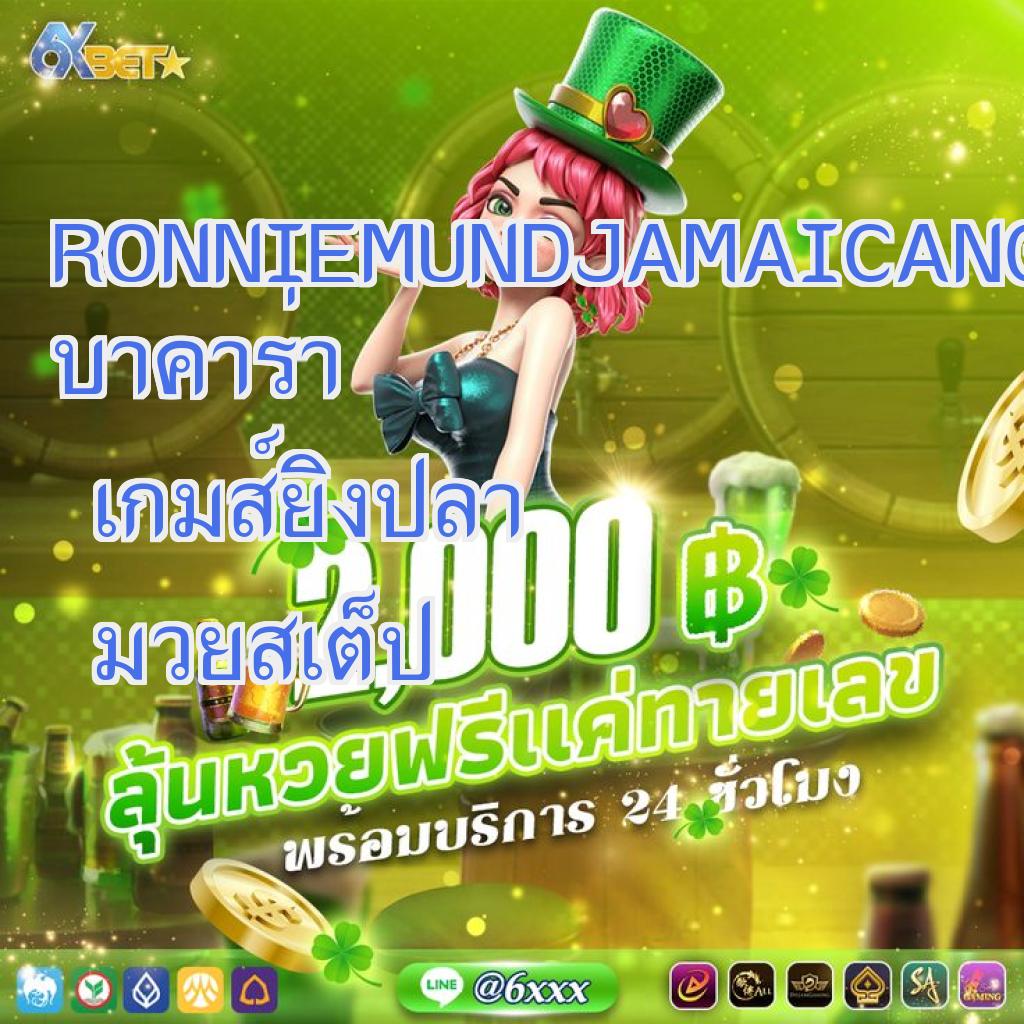 6XBET
RONNIEMUNDJAMAICAN
บาคาร่า
เกมส์ยิงปลา
2,000 ฿
มวยสเต็ป
ลุ้นหวยฟรีแค่ทายเลข
พร้อมบริการ 24 ชั่วโมง
LINE @6xxx
ALL
SA
GAMING